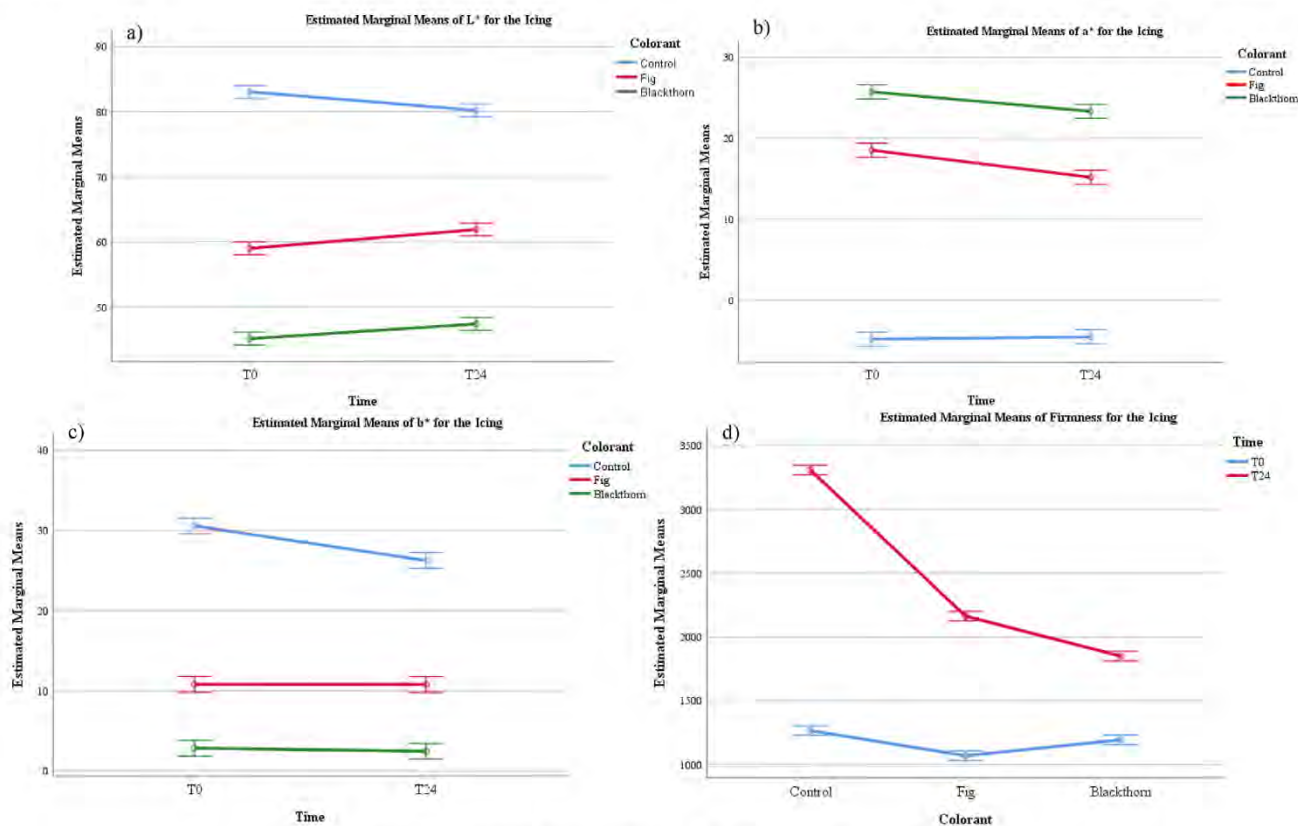 a)
Estimated Marginal Means of L* for the Icing
Colorant
Control
Fig
Blackthorn
Estimated Marginal Means
90
80
70
60
50
T0
T24
Time
b)
Estimated Marginal Means of a* for the Icing
Colorant
Control
Fig
Blackthorn
Estimated Marginal Means
30
20
10
0
T0
T24
Time
c)
Estimated Marginal Means of b* for the Icing
Colorant
Control
Fig
Blackthorn
Estimated Marginal Means
40
30
20
10
0
T0
T24
Time
d)
Estimated Marginal Means of Firmness for the Icing
Time
T0
T24
Estimated Marginal Means
3500
3000
2500
2000
1500
1000
Control
Fig
Blackthorn
Colorant